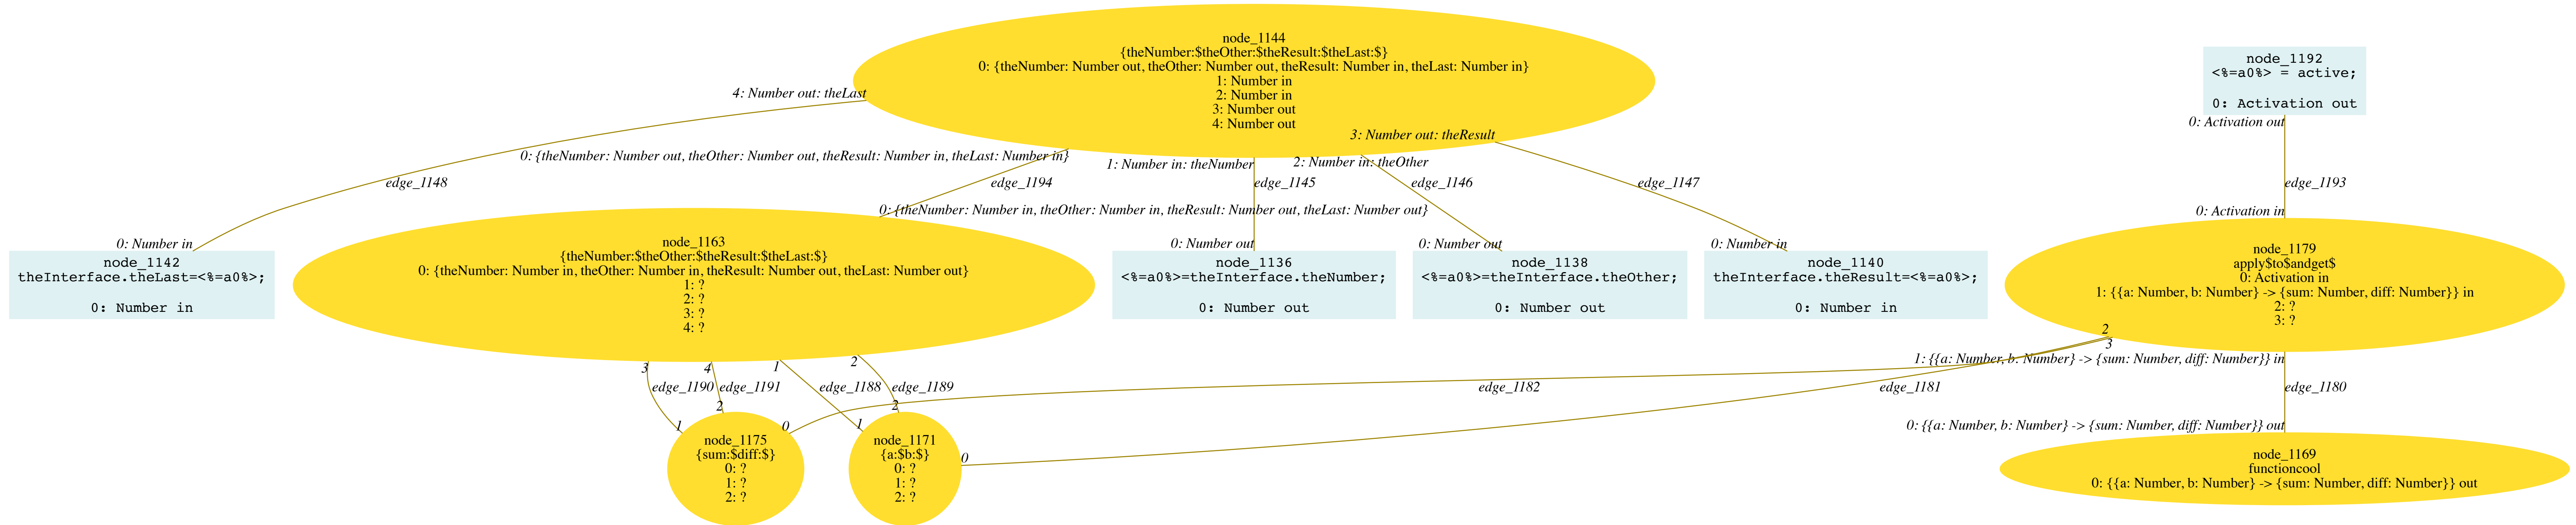 node_1144
{theNumber:$theOther:$theResult:$theLast:$}
0: {theNumber: Number out, theOther: Number out, theResult: Number in, theLast: Number in}
1: Number in
2: Number in
3: Number out
4: Number out
node_1192
<%=a0%> = active;
0: Activation out
4: Number out: theLast
3: Number out: theResult
0: Activation out
0: {theNumber: Number out, theOther: Number out, theResult: Number in, theLast: Number in}
1: Number in: theNumber
2: Number in: theOther
edge_1148
edge_1194
edge_1145
edge_1146
edge_1147
edge_1193
0: {theNumber: Number in, theOther: Number in, theResult: Number out, theLast: Number out}
0: Activation in
0: Number in
0: Number out
0: Number out
0: Number in
node_1142
theInterface.theLast=<%=a0%>;
0: Number in
node_1163
{theNumber:$theOther:$theResult:$theLast:$}
0: {theNumber: Number in, theOther: Number in, theResult: Number out, theLast: Number out}
1: ?
2: ?
3: ?
4: ?
node_1136
<%=a0%>=theInterface.theNumber;
0: Number out
node_1138
<%=a0%>=theInterface.theOther;
0: Number out
node_1140
theInterface.theResult=<%=a0%>;
0: Number in
node_1179
apply$to$andget$
0: Activation in
1: {{a: Number, b: Number} -> {sum: Number, diff: Number}} in
2: ?
3: ?
2
3
1: {{a: Number, b: Number} -> {sum: Number, diff: Number}} in
3
4
1
2
edge_1190
edge_1191
edge_1188
edge_1189
edge_1182
edge_1181
edge_1180
1
2
0
1
2
0
0: {{a: Number, b: Number} -> {sum: Number, diff: Number}} out
node_1175
{sum:$diff:$}
0: ?
1: ?
2: ?
node_1171
{a:$b:$}
0: ?
1: ?
2: ?
node_1169
functioncool
0: {{a: Number, b: Number} -> {sum: Number, diff: Number}} out